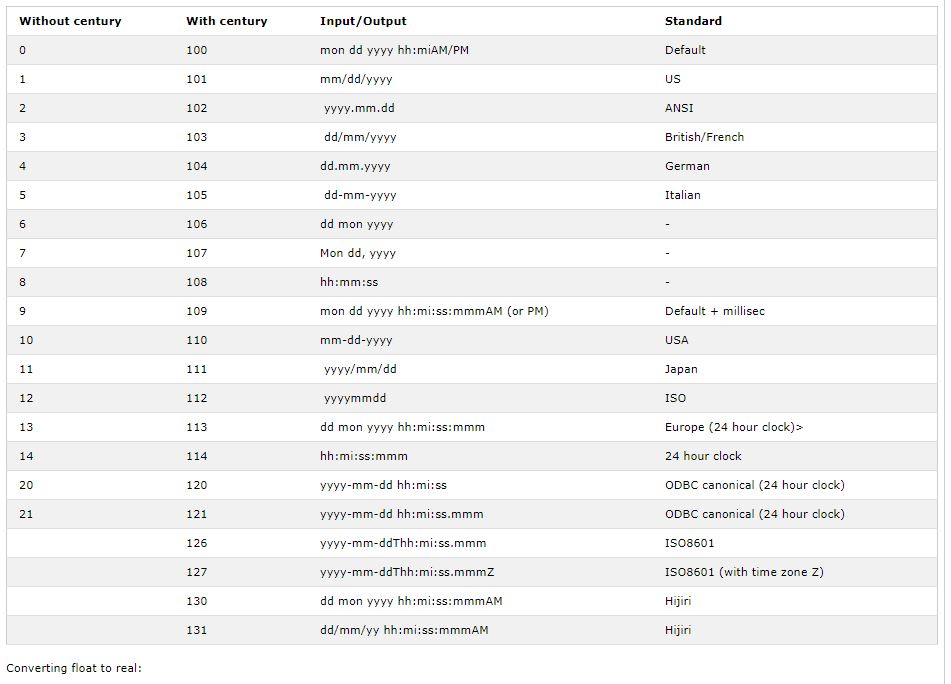 Without century With century Input/Output Standard
0 100 mon dd yyyy hh:miAM/PM Default
1 101 mm/dd/yyyy US
2 102 yyyy.mm.dd ANSI
3 103 dd/mm/yyyy British/French
4 104 dd.mm.yyyy German
5 105 dd-mm-yyyy Italian
6 106 dd mon yyyy -
7 107 Mon dd, yyyy -
8 108 hh:mm:ss -
9 109 mon dd yyyy hh:mi:ss:mmmAM (or PM) Default + millisec
10 110 mm-dd-yyyy USA
11 111 yyyy/mm/dd Japan
12 112 yyyymmdd ISO
13 113 dd mon yyyy hh:mi:ss:mmm Europe (24 hour clock)>
14 114 hh:mi:ss:mmm 24 hour clock
20 120 yyyy-mm-dd hh:mi:ss ODBC canonical (24 hour clock)
21 121 yyyy-mm-dd hh:mi:ss.mmm ODBC canonical (24 hour clock)
126 yyyy-mm-ddThh:mi:ss.mmm ISO8601
127 yyyy-mm-ddThh:mi:ss.mmmZ ISO8601 (with time zone Z)
130 dd mon yyyy hh:mi:ss:mmmAM Hijiri
131 dd/mm/yy hh:mi:ss:mmmAM Hijiri
Converting float to real: